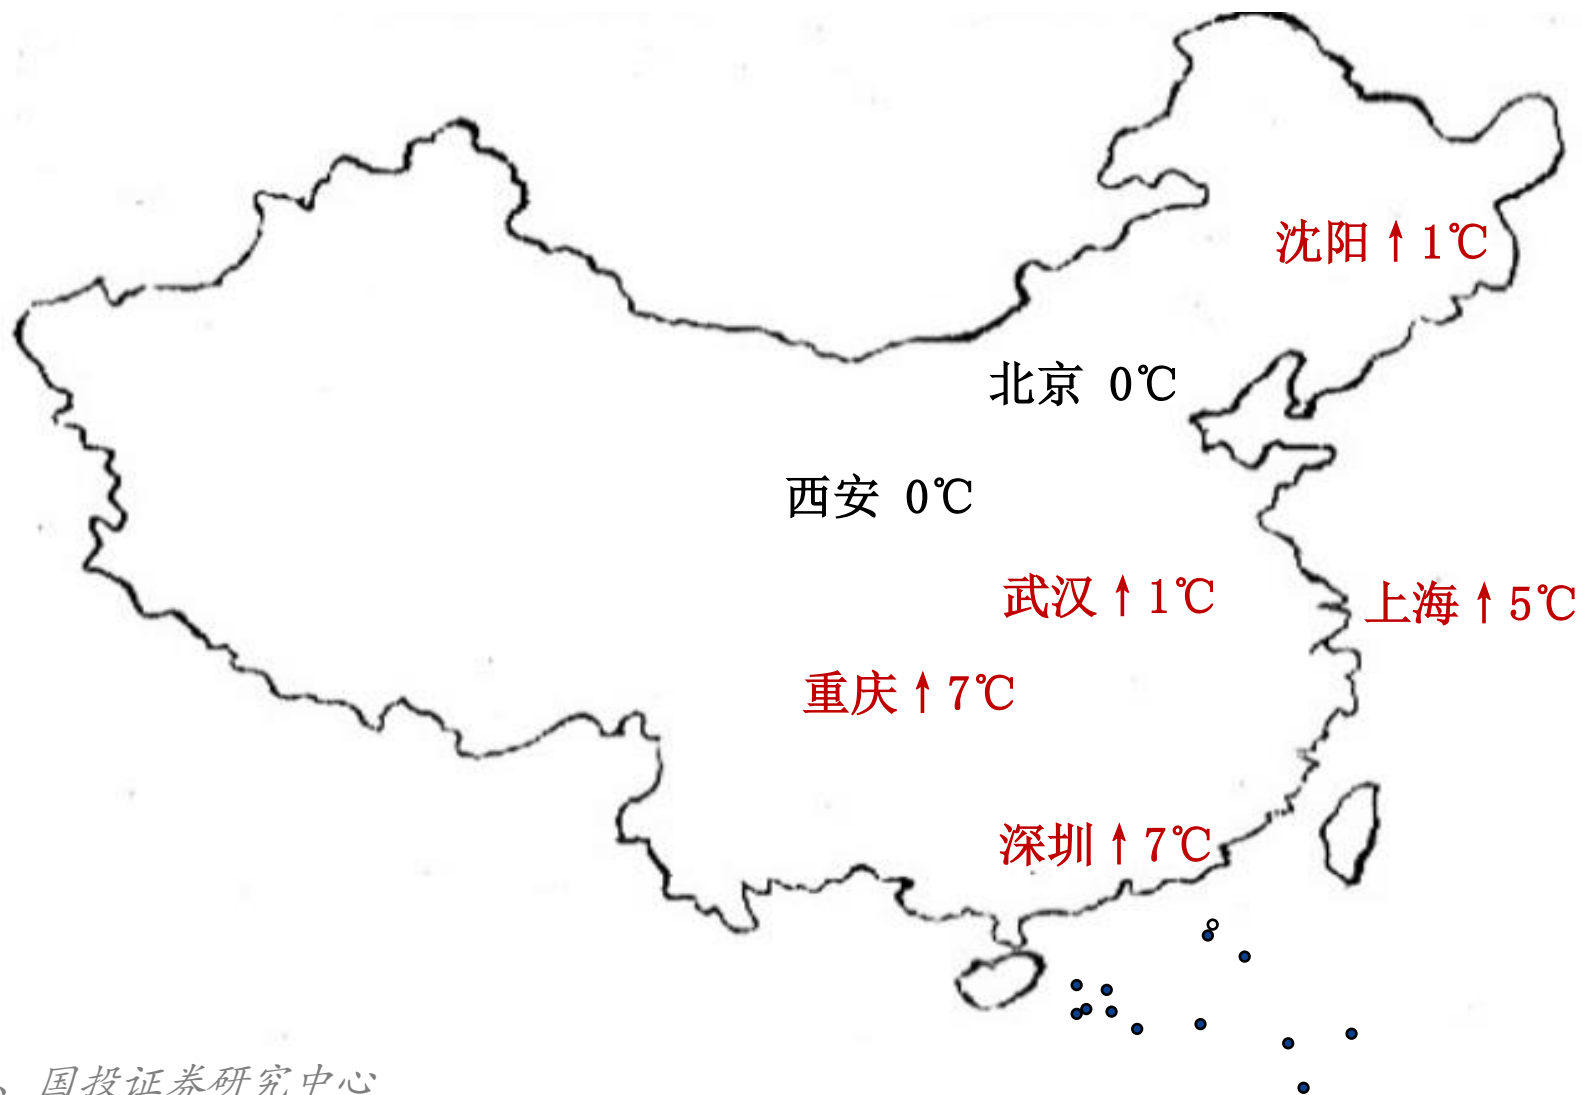 沈阳↑1℃
北京 0℃
西安 0℃
武汉↑1℃
上海↑5℃
重庆↑7℃
深圳↑7℃
、国投证券研究中心